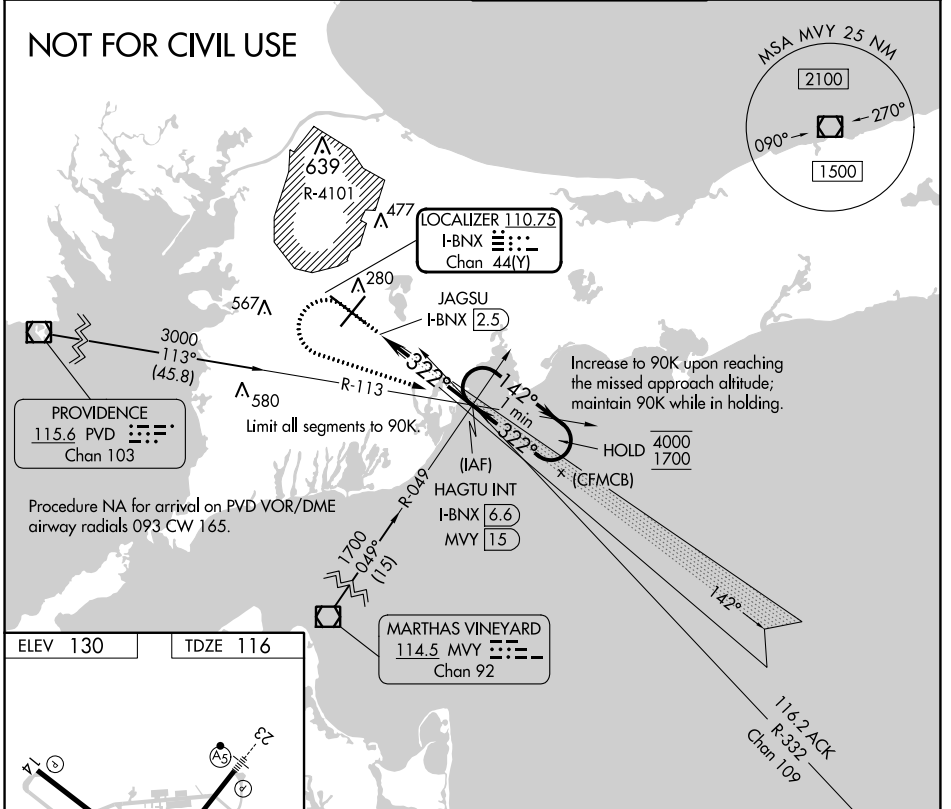 NOT FOR CIVIL USE
MSA MVY 25 NM
2100
270°
090°
1500
639
R-4101
477
LOCALIZER 110.75
I-BNX
Chan 44(Y)
280
567
JAGSU
I-BNX 2.5
3000
113°
(45.8)
R-113
580
322°
142°
1 min
322°
Increase to 90K upon reaching
the missed approach altitude;
maintain 90K while in holding.
HOLD 4000
1700
PROVIDENCE
115.6 PVD
Chan 103
Limit all segments to 90K.
(IAF)
HAGTU INT
I-BNX 6.6
MVY 15
x (CFMCB)
Procedure NA for arrival on PVD VOR/DME
airway radials 093 CW 165.
R-049
1700
049°
(15)
142°
MARTHAS VINEYARD
114.5 MVY
Chan 92
116.2 ACK
R-332
Chan 109
ELEV 130
TDZE 116
14
P
A5
23
P